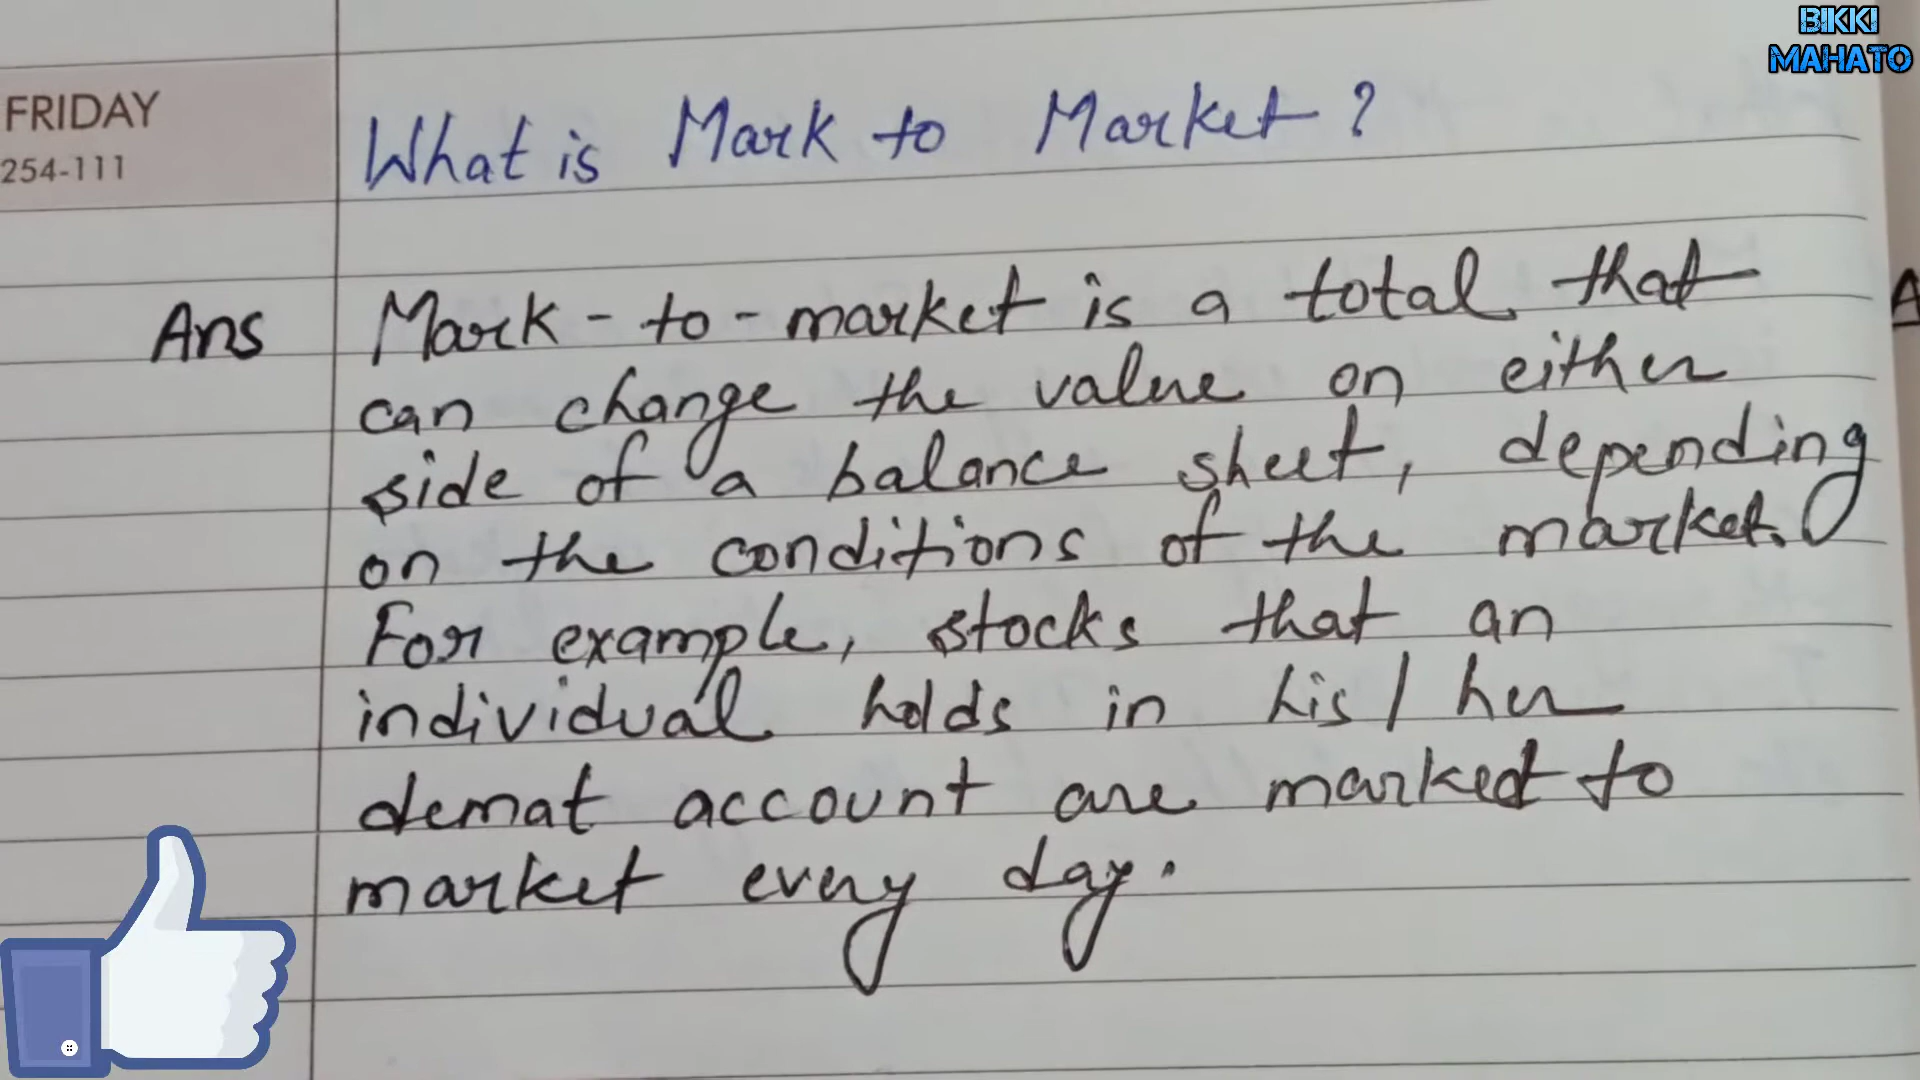 BIKKI
MAHATO
FRIDAY
254-111
What is Mark to Market?
Ans Mark-to-market is a total that
can change the value on either
side of a balance sheet, depending
on the conditions of the market.
For example, stocks that an
individual holds in his/her
demat account are marked to
market every day.
A